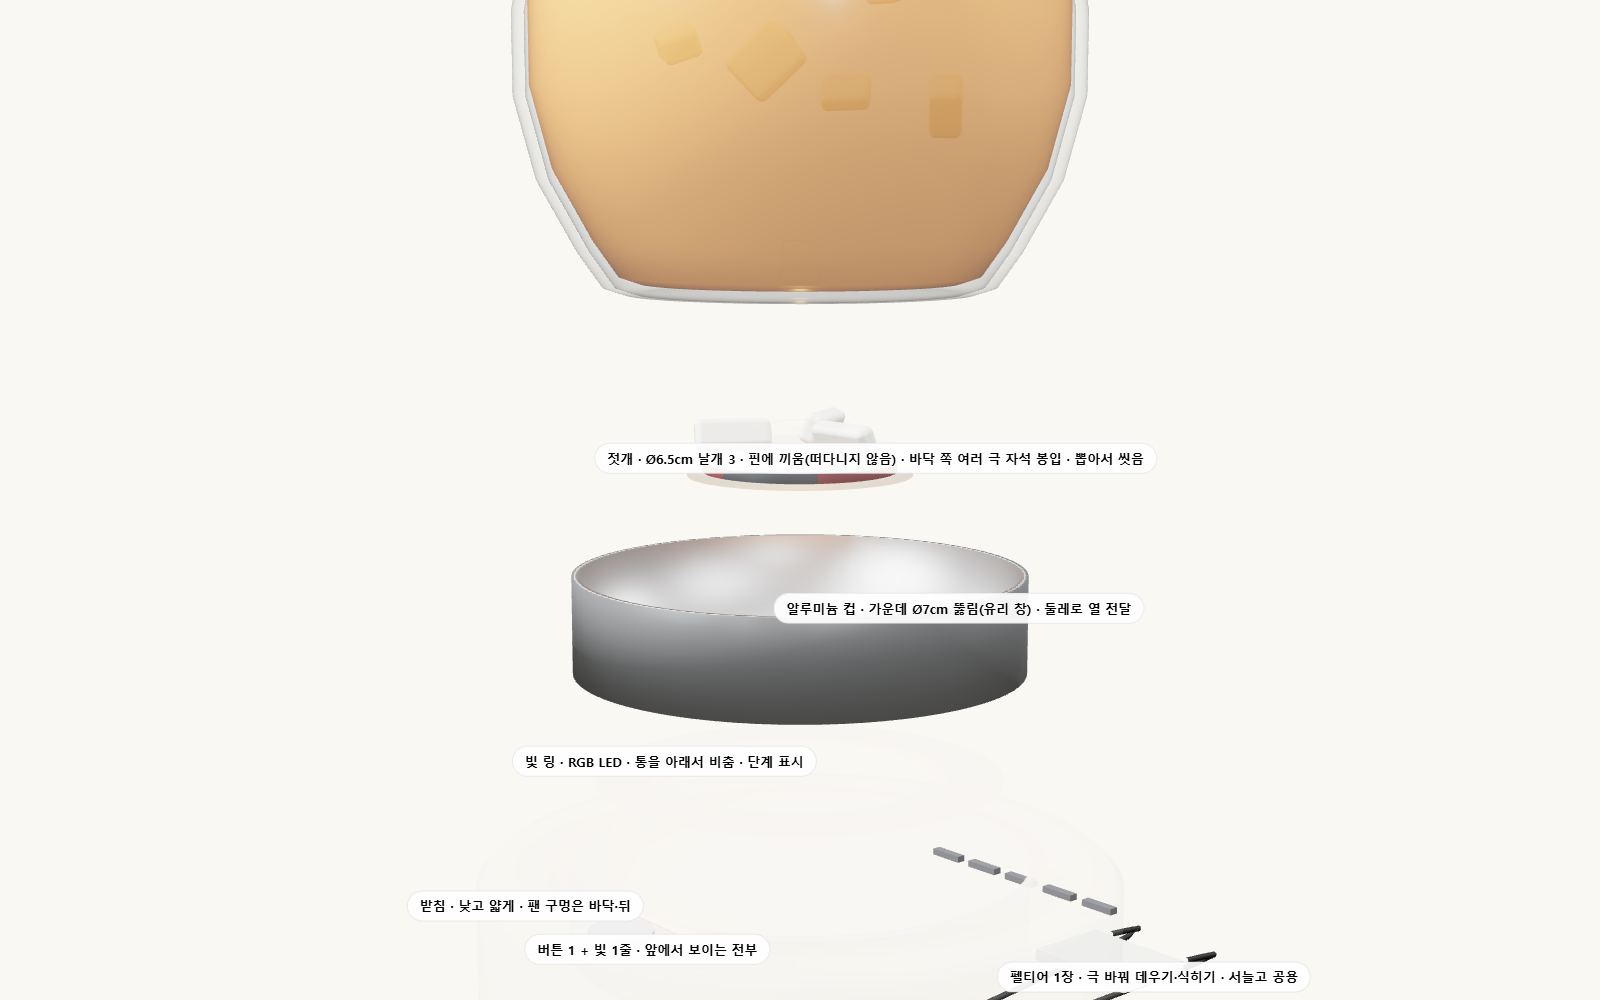 젓개 · Ø6.5cm 날개 3 · 핀에 끼움(떠다니지 않음) · 바닥 쪽 여러 극 자석 봉입 · 뽑아서 씻음
알루미늄 컵 · 가운데 Ø7cm 뚫림(유리 창) · 둘레로 열 전달
빛 링 · RGB LED · 통을 아래서 비춤 · 단계 표시
받침 · 낮고 얇게 · 팬 구멍은 바닥·뒤
버튼 1 + 빛 1줄 · 앞에서 보이는 전부
펠티어 1장 · 극 바꿔 데우기·식히기 · 서늘고 공용